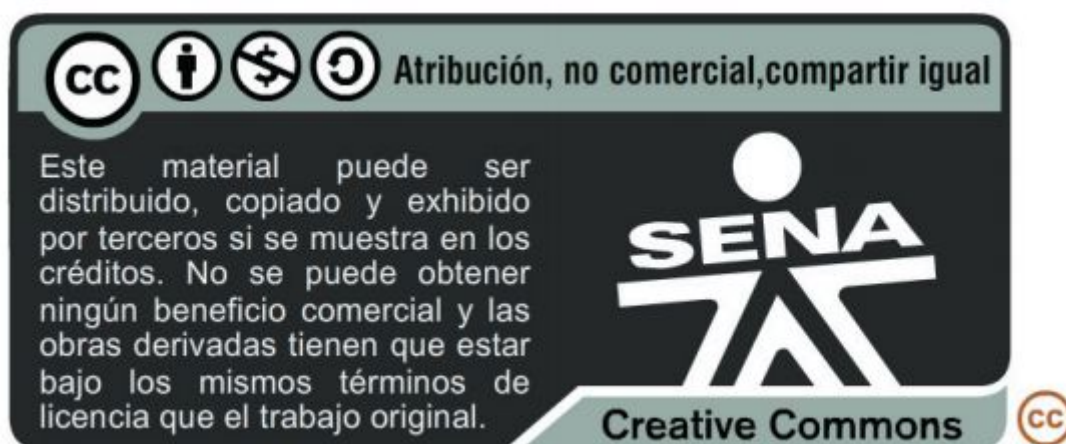 cc Atribución, no comercial,compartir igual
Este material puede ser
distribuido, copiado y exhibido
por terceros si se muestra en los
créditos. No se puede obtener
ningún beneficio comercial y las
obras derivadas tienen que estar
bajo los mismos términos de
licencia que el trabajo original.
SENA
Creative Commons
cc